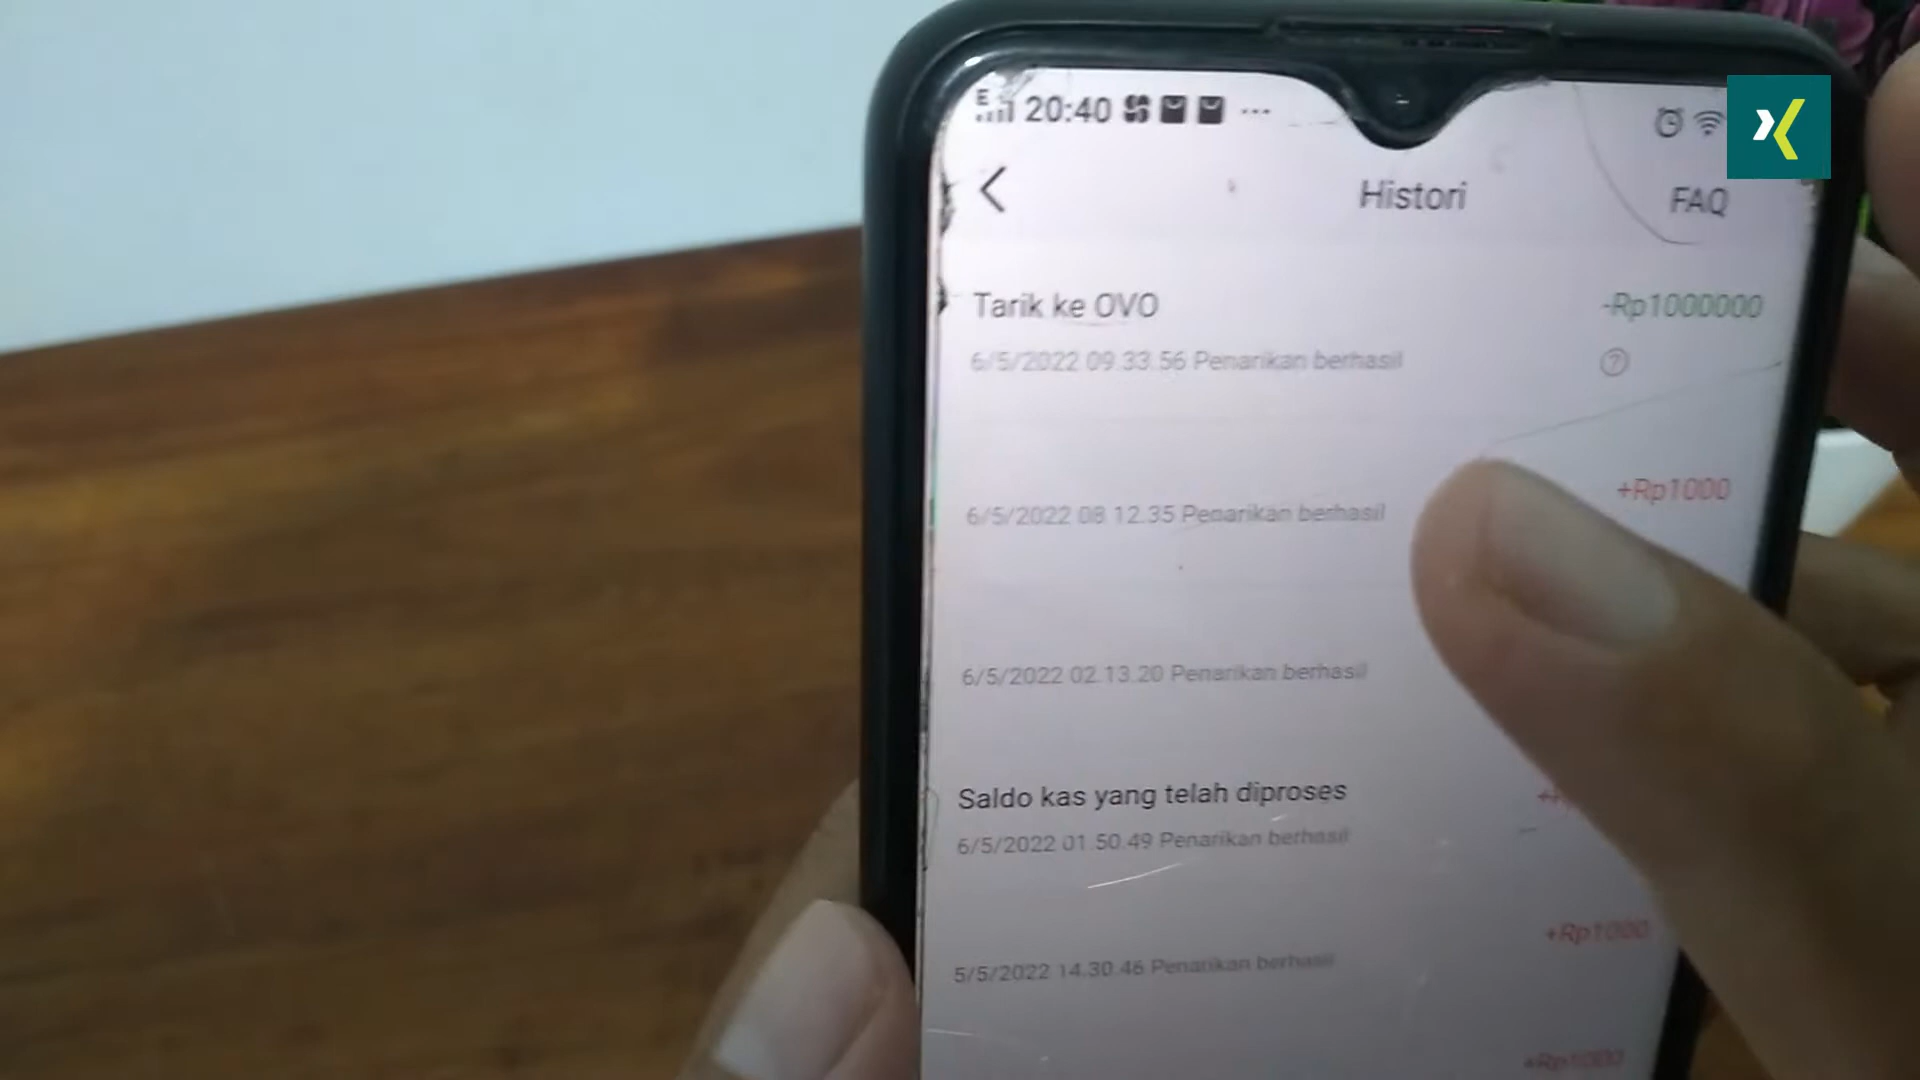 E 20:40 ...
Histori FAQ
Tarik ke OVO -Rp1000000
6/5/2022 09.33.56 Penarikan berhasil
+Rp1000
6/5/2022 08 12.35 Penarikan berhasil
6/5/2022 02.13.20 Penarikan berhasil
Saldo kas yang telah diproses
6/5/2022 01.50.49 Penarikan berhasil
+Rp1000
5/5/2022 14.30.46 Penarikan berhasil
+Rp1000